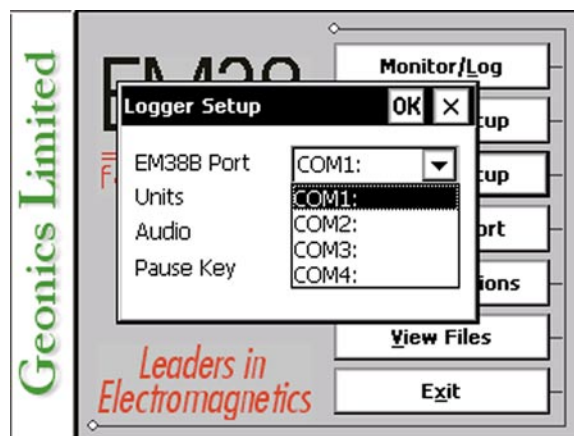 Geonics Limited
EM38
Monitor/Log
Logger Setup
OK
EM38B Port
COM1:
COM1:
COM2:
COM3:
COM4:
Units
Audio
Pause Key
View Files
Leaders in
Electromagnetics
Exit